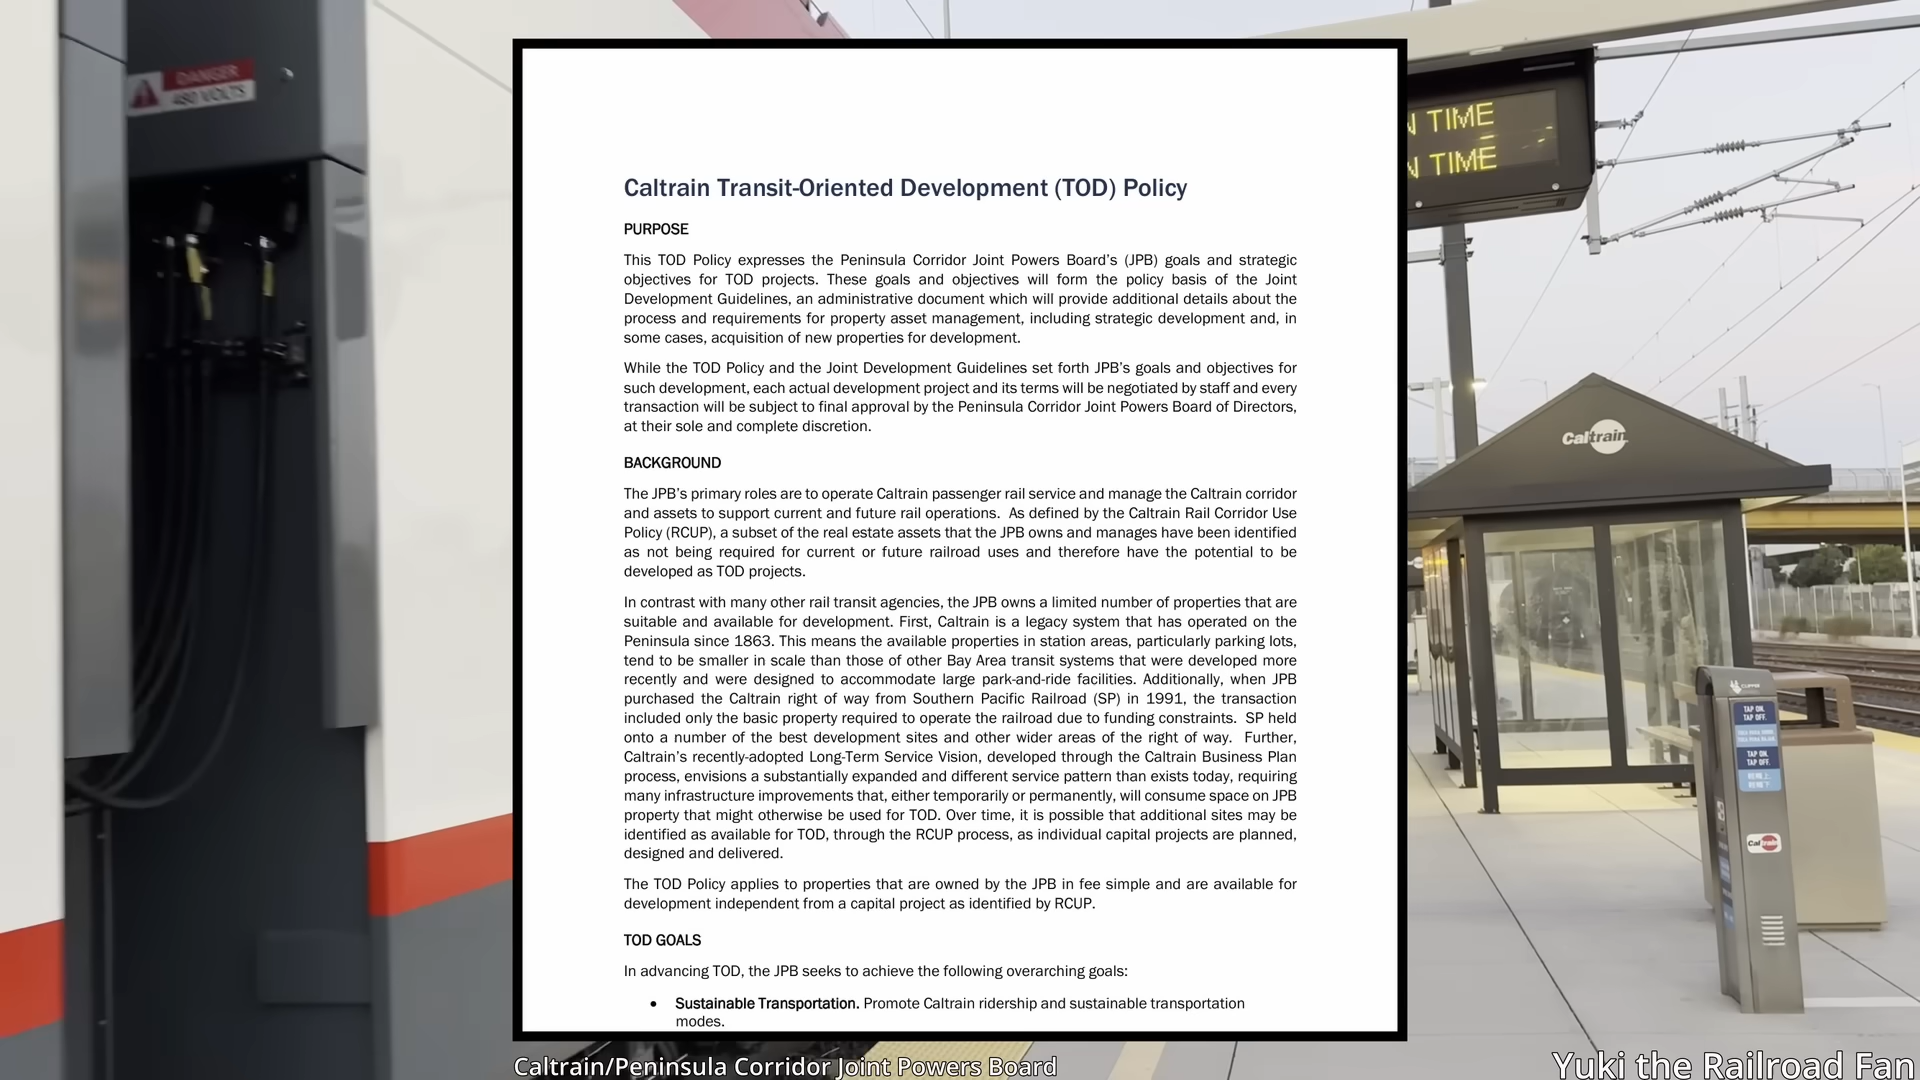 DANGER
480 VOLTS
Caltrain Transit-Oriented Development (TOD) Policy
PURPOSE
This TOD Policy expresses the Peninsula Corridor Joint Powers Board's (JPB) goals and strategic
objectives for TOD projects. These goals and objectives will form the policy basis of the Joint
Development Guidelines, an administrative document which will provide additional details about the
process and requirements for property asset management, including strategic development and, in
some cases, acquisition of new properties for development.
While the TOD Policy and the Joint Development Guidelines set forth JPB's goals and objectives for
such development, each actual development project and its terms will be negotiated by staff and every
transaction will be subject to final approval by the Peninsula Corridor Joint Powers Board of Directors,
at their sole and complete discretion.
BACKGROUND
The JPB's primary roles are to operate Caltrain passenger rail service and manage the Caltrain corridor
and assets to support current and future rail operations.  As defined by the Caltrain Rail Corridor Use
Policy (RCUP), a subset of the real estate assets that the JPB owns and manages have been identified
as not being required for current or future railroad uses and therefore have the potential to be
developed as TOD projects.
In contrast with many other rail transit agencies, the JPB owns a limited number of properties that are
suitable and available for development. First, Caltrain is a legacy system that has operated on the
Peninsula since 1863. This means the available properties in station areas, particularly parking lots,
tend to be smaller in scale than those of other Bay Area transit systems that were developed more
recently and were designed to accommodate large park-and-ride facilities. Additionally, when JPB
purchased the Caltrain right of way from Southern Pacific Railroad (SP) in 1991, the transaction
included only the basic property required to operate the railroad due to funding constraints.  SP held
onto a number of the best development sites and other wider areas of the right of way.  Further,
Caltrain's recently-adopted Long-Term Service Vision, developed through the Caltrain Business Plan
process, envisions a substantially expanded and different service pattern than exists today, requiring
many infrastructure improvements that, either temporarily or permanently, will consume space on JPB
property that might otherwise be used for TOD. Over time, it is possible that additional sites may be
identified as available for TOD, through the RCUP process, as individual capital projects are planned,
designed and delivered.
The TOD Policy applies to properties that are owned by the JPB in fee simple and are available for
development independent from a capital project as identified by RCUP.
TOD GOALS
In advancing TOD, the JPB seeks to achieve the following overarching goals:
• Sustainable Transportation. Promote Caltrain ridership and sustainable transportation
modes.
N TIME
N TIME
Caltrain
CLIPPER
TAP ON.
TAP OFF.
TAP ON.
TAP OFF.
Caltrain
Caltrain/Peninsula Corridor Joint Powers Board
Yuki the Railroad Fan